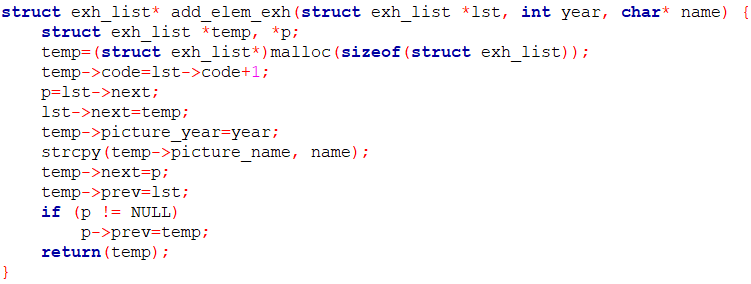 struct exh_list* add_elem_exh(struct exh_list *lst, int year, char* name) {
    struct exh_list *temp, *p;
    temp=(struct exh_list*)malloc(sizeof(struct exh_list));
    temp->code=lst->code+1;
    p=lst->next;
    lst->next=temp;
    temp->picture_year=year;
    strcpy(temp->picture_name, name);
    temp->next=p;
    temp->prev=lst;
    if (p != NULL)
        p->prev=temp;
    return(temp);
}